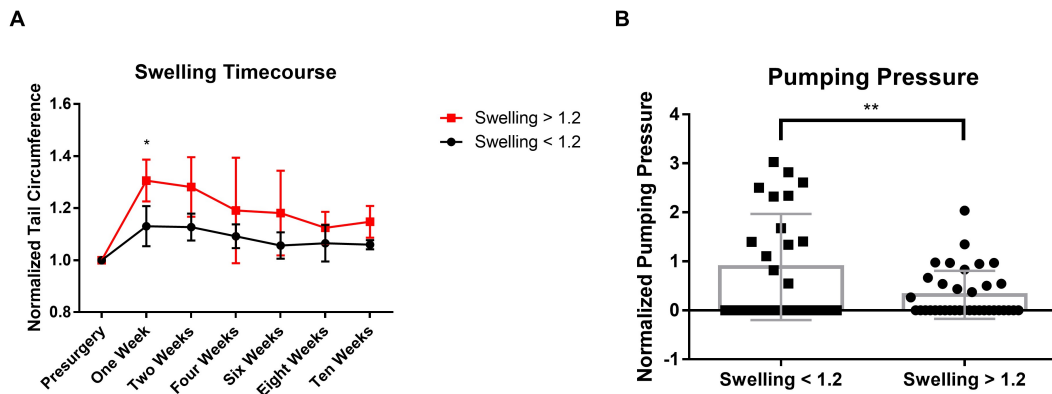 A
Swelling Timecourse
Normalized Tail Circumference
1.6
1.4
1.2
1.0
0.8
*
Presurgery
One Week
Two Weeks
Four Weeks
Six Weeks
Eight Weeks
Ten Weeks
Swelling > 1.2
Swelling < 1.2
B
Pumping Pressure
Normalized Pumping Pressure
4
3
2
1
0
-1
**
Swelling < 1.2
Swelling > 1.2